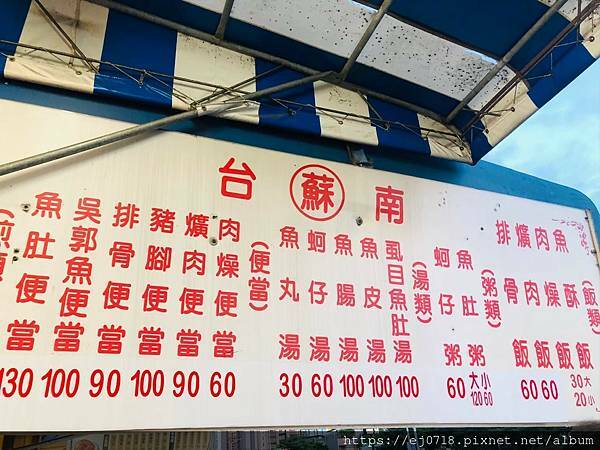 台蘇南
(飯類)
魚酥飯 30大 20小
肉燥飯
爌肉飯 60
排骨飯 60
(粥類)
魚肚粥 大120 小60
蚵仔粥 60
(湯類)
虱目魚肚湯 100
魚皮湯 100
魚腸湯 100
蚵仔湯 60
魚丸湯 30
(便當)
肉燥便當 60
爌肉便當 90
豬腳便當 100
排骨便當 90
吳郭魚便當 100
魚肚便當 130
(煎類)
https://ej0718.pixnet.net/album